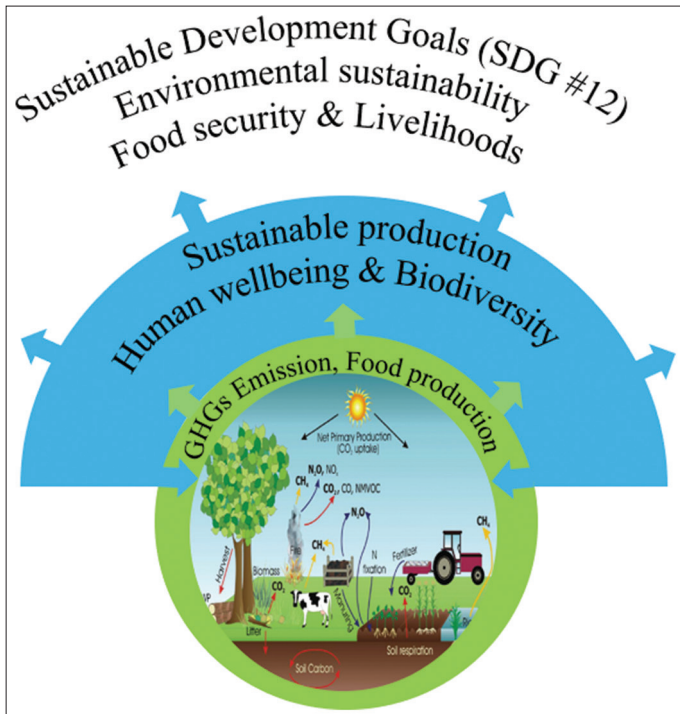 Sustainable Development Goals (SDG #12)
Environmental sustainability
Food security & Livelihoods
Sustainable production
Human wellbeing & Biodiversity
GHGs Emission, Food production
Net Primary Production
(CO₂ uptake)
N₂O, NOₓ
CH₄
CO₂, CO, NMVOC
N₂O
CH₄
CH₄
Fire
N
fixation
Fertilizer
Harvest
Biomass
CO₂
Manuring
CO₂
Litter
Soil respiration
Soil Carbon